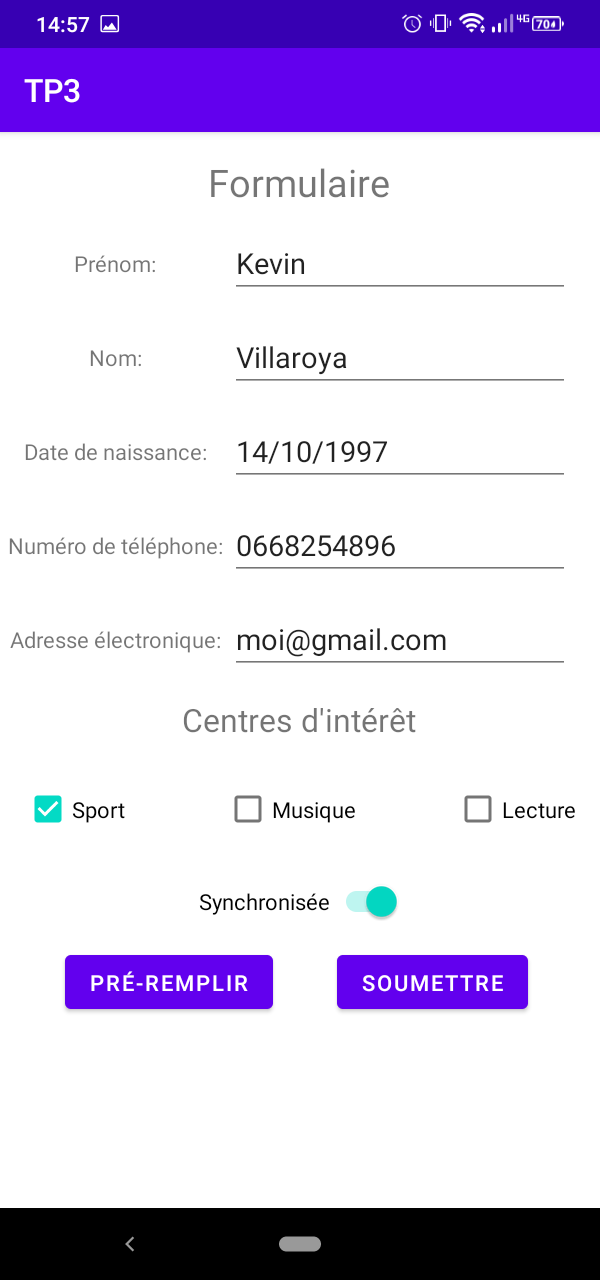 14:57 4G 70
TP3
Formulaire
Prénom: Kevin
Nom: Villaroya
Date de naissance: 14/10/1997
Numéro de téléphone: 0668254896
Adresse électronique: moi@gmail.com
Centres d'intérêt
Sport Musique Lecture
Synchronisée
PRÉ-REMPLIR SOUMETTRE